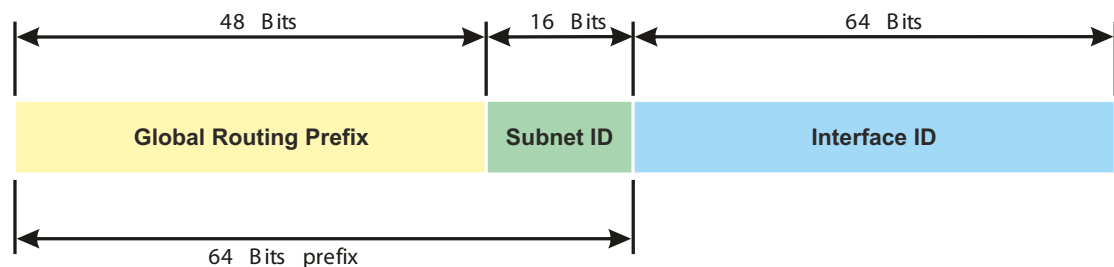 48 Bits 16 Bits 64 Bits
Global Routing Prefix Subnet ID Interface ID
64 Bits prefix